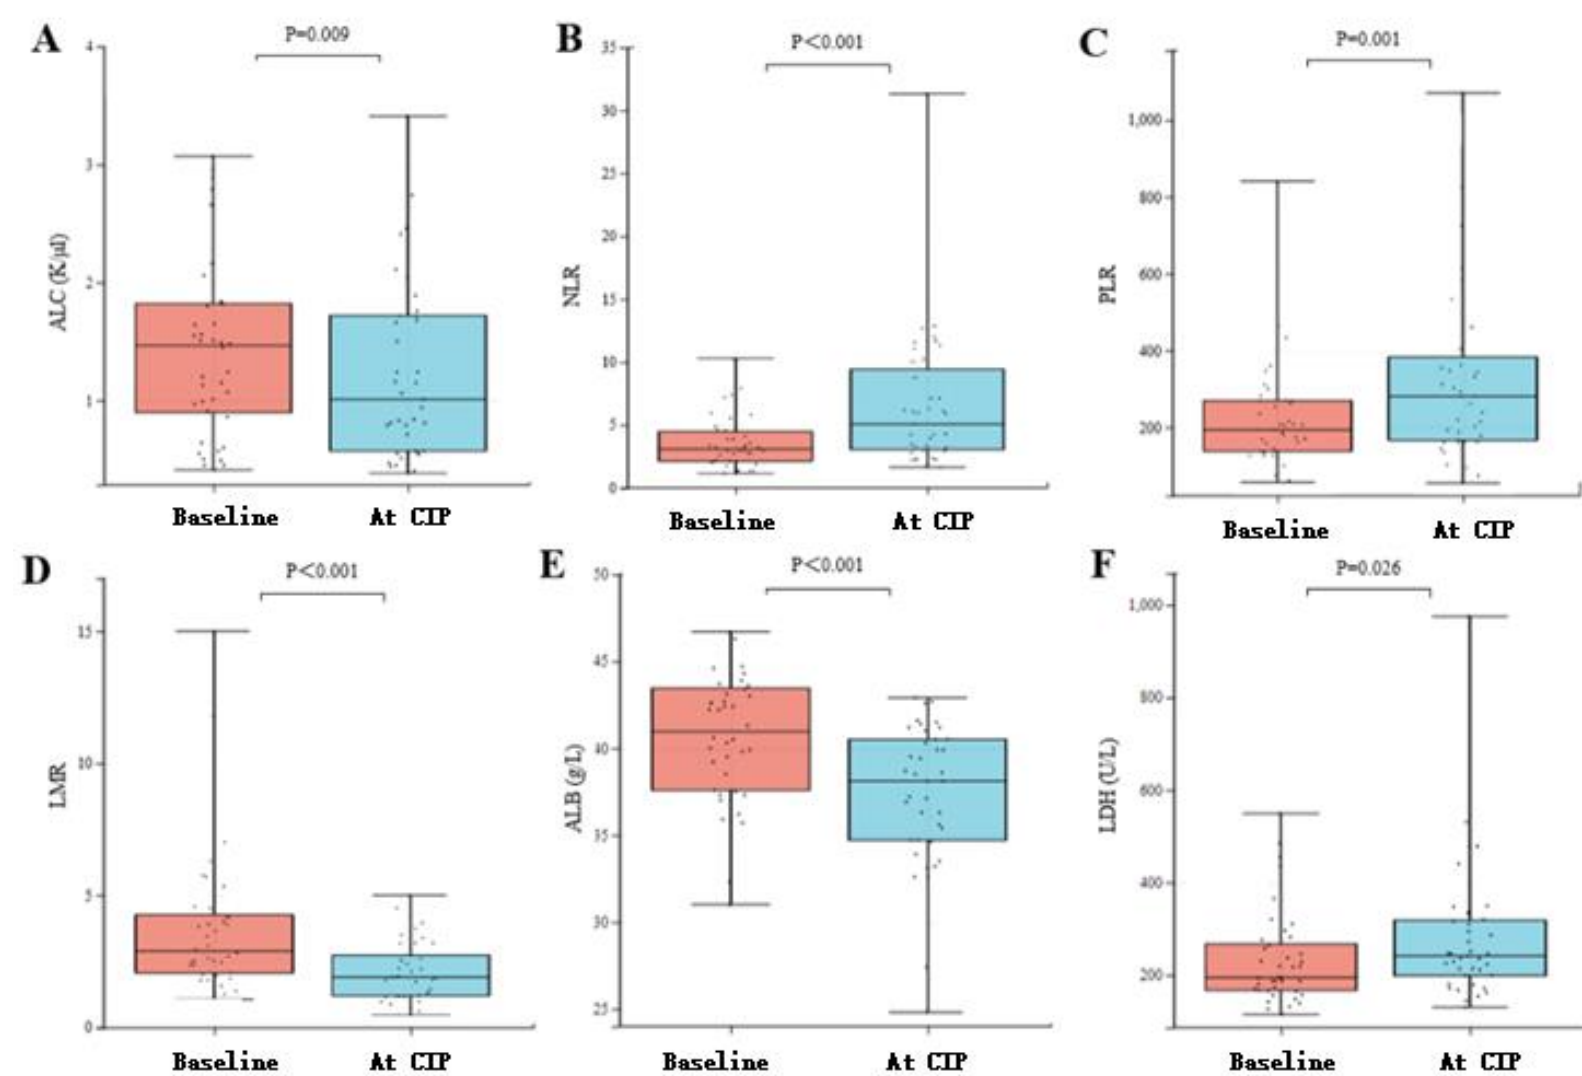 A
P=0.009
4
3
2
1
ALC (K/μl)
Baseline
At CIP
B
P<0.001
35
30
25
20
15
10
5
0
NLR
Baseline
At CIP
C
P=0.001
1,000
800
600
400
200
PLR
Baseline
At CIP
D
P<0.001
15
10
5
0
LMR
Baseline
At CIP
E
P<0.001
50
45
40
35
30
25
ALB (g/L)
Baseline
At CIP
F
P=0.026
1,000
800
600
400
200
LDH (U/L)
Baseline
At CIP